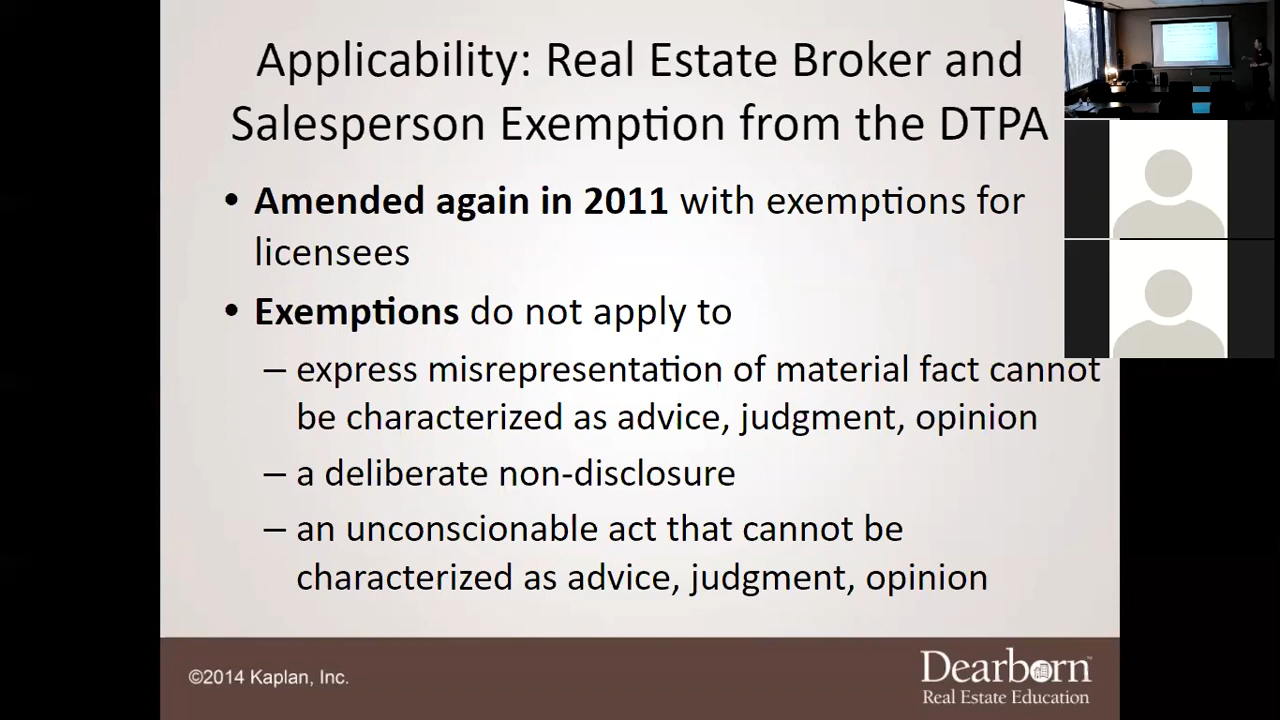 Applicability: Real Estate Broker and
Salesperson Exemption from the DTPA
• Amended again in 2011 with exemptions for
licensees
• Exemptions do not apply to
– express misrepresentation of material fact cannot
be characterized as advice, judgment, opinion
– a deliberate non-disclosure
– an unconscionable act that cannot be
characterized as advice, judgment, opinion
©2014 Kaplan, Inc.
Dearborn™
Real Estate Education